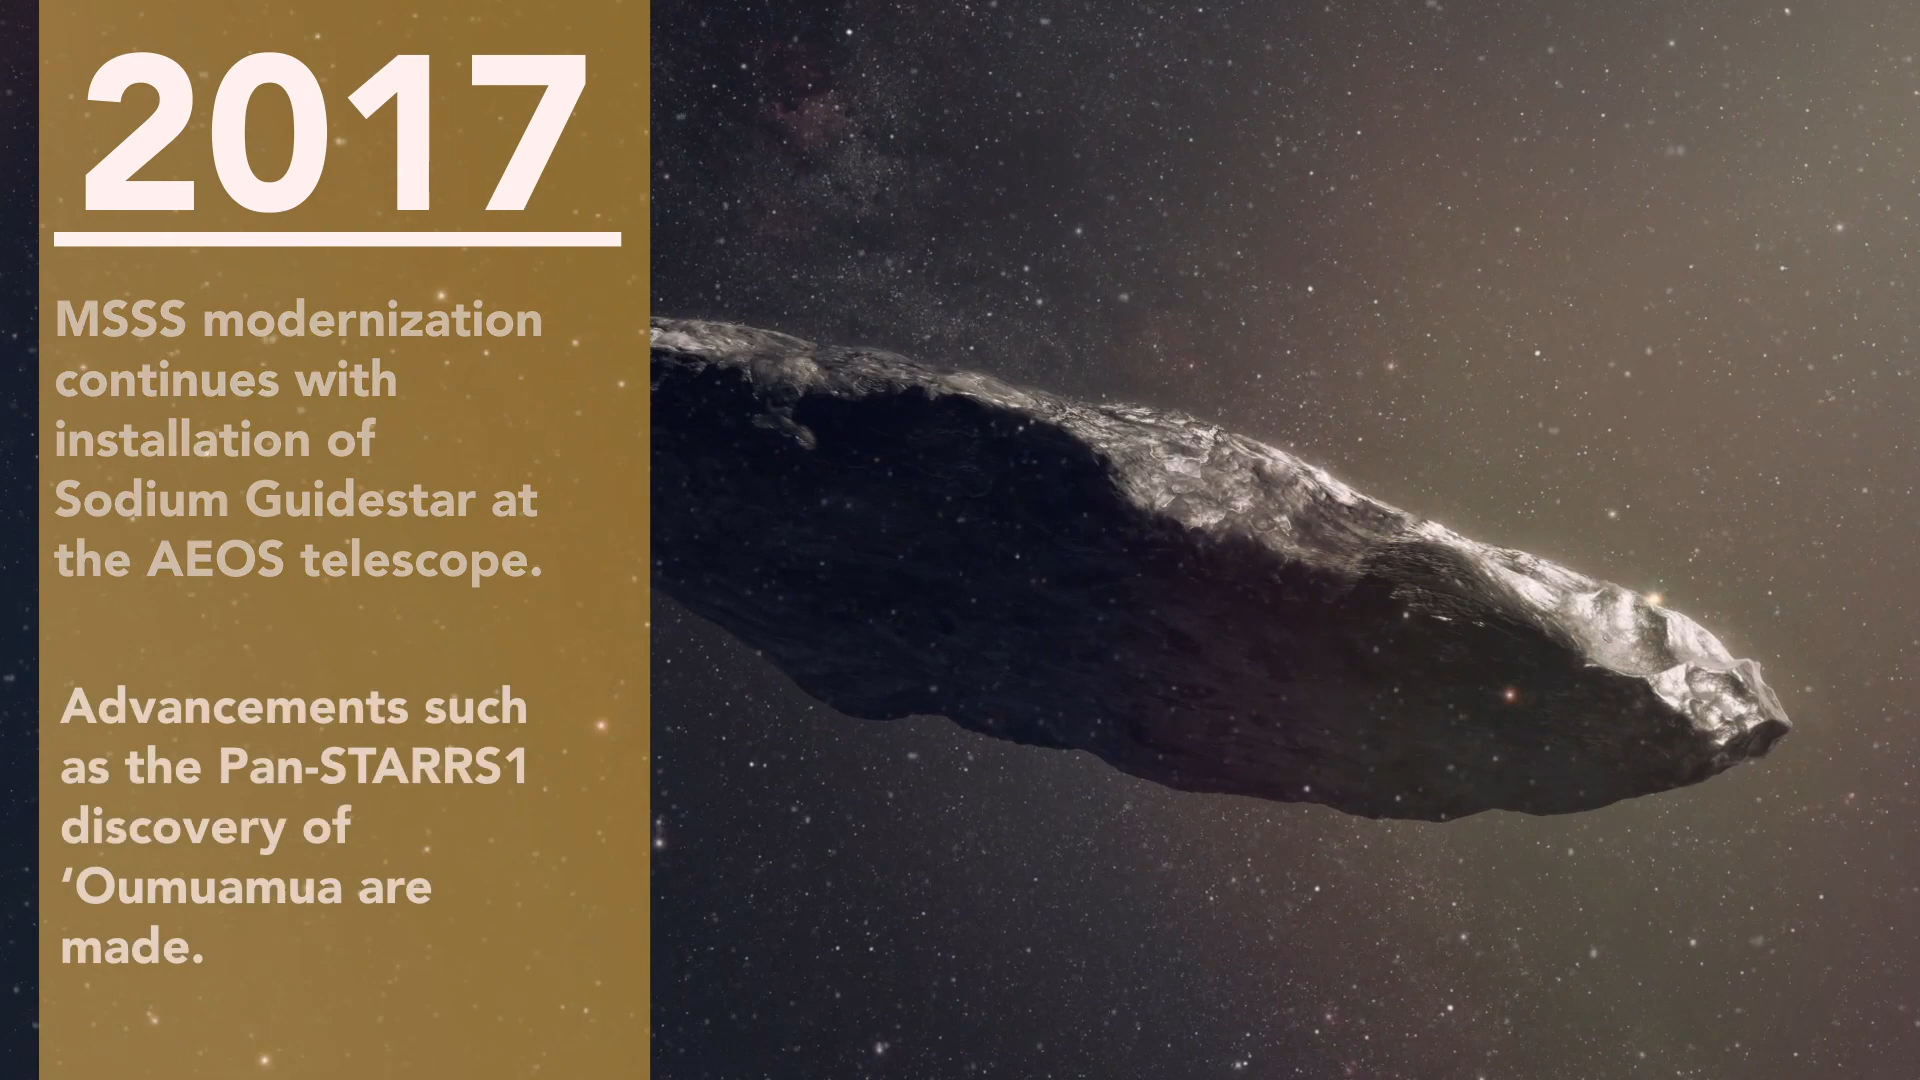 2017
MSSS modernization
continues with
installation of
Sodium Guidestar at
the AEOS telescope.
Advancements such
as the Pan-STARRS1
discovery of
‘Oumuamua are
made.